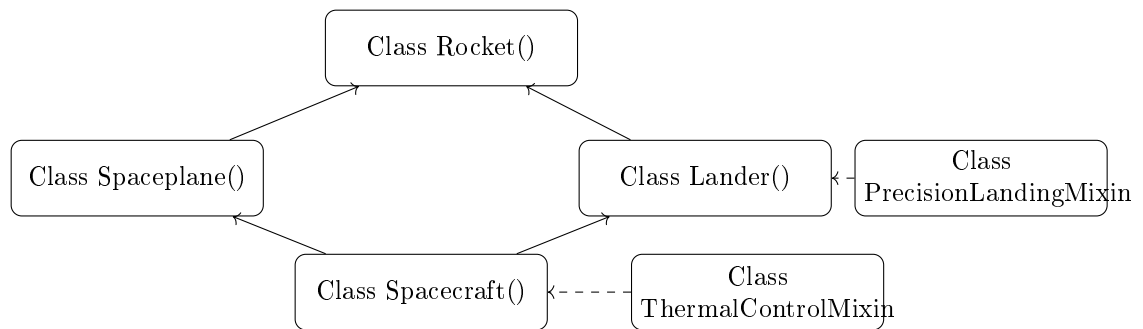 Class Rocket()
Class Spaceplane()
Class Lander()
Class
PrecisionLandingMixin
Class Spacecraft()
Class
ThermalControlMixin